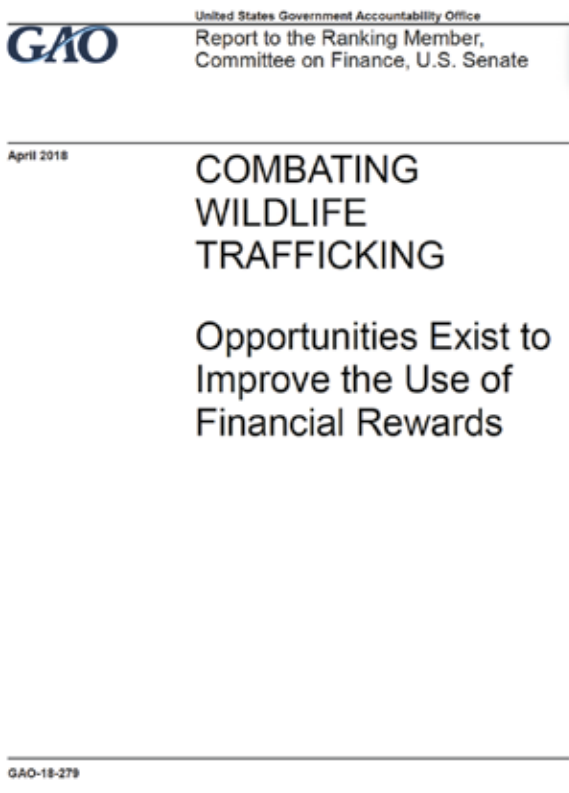 United States Government Accountability Office
GAO
Report to the Ranking Member,
Committee on Finance, U.S. Senate
April 2018
COMBATING
WILDLIFE
TRAFFICKING
Opportunities Exist to
Improve the Use of
Financial Rewards
GAO-18-279